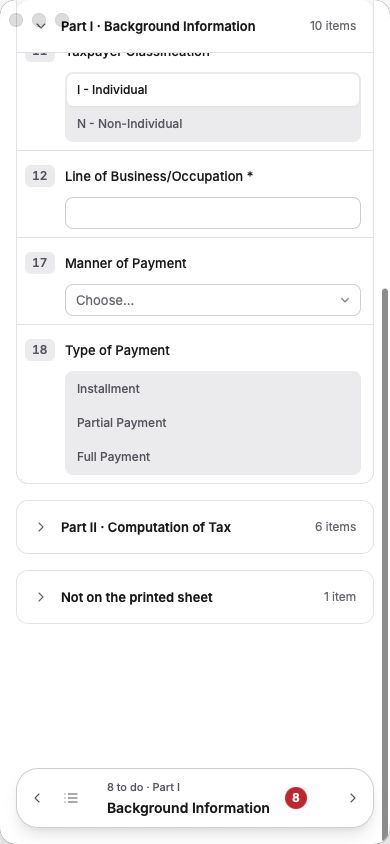 Part I · Background Information
10 items
11 Taxpayer Classification
I - Individual
N - Non-Individual
12 Line of Business/Occupation *
17 Manner of Payment
Choose...
18 Type of Payment
Installment
Partial Payment
Full Payment
Part II · Computation of Tax
6 items
Not on the printed sheet
1 item
8 to do · Part I
Background Information
8